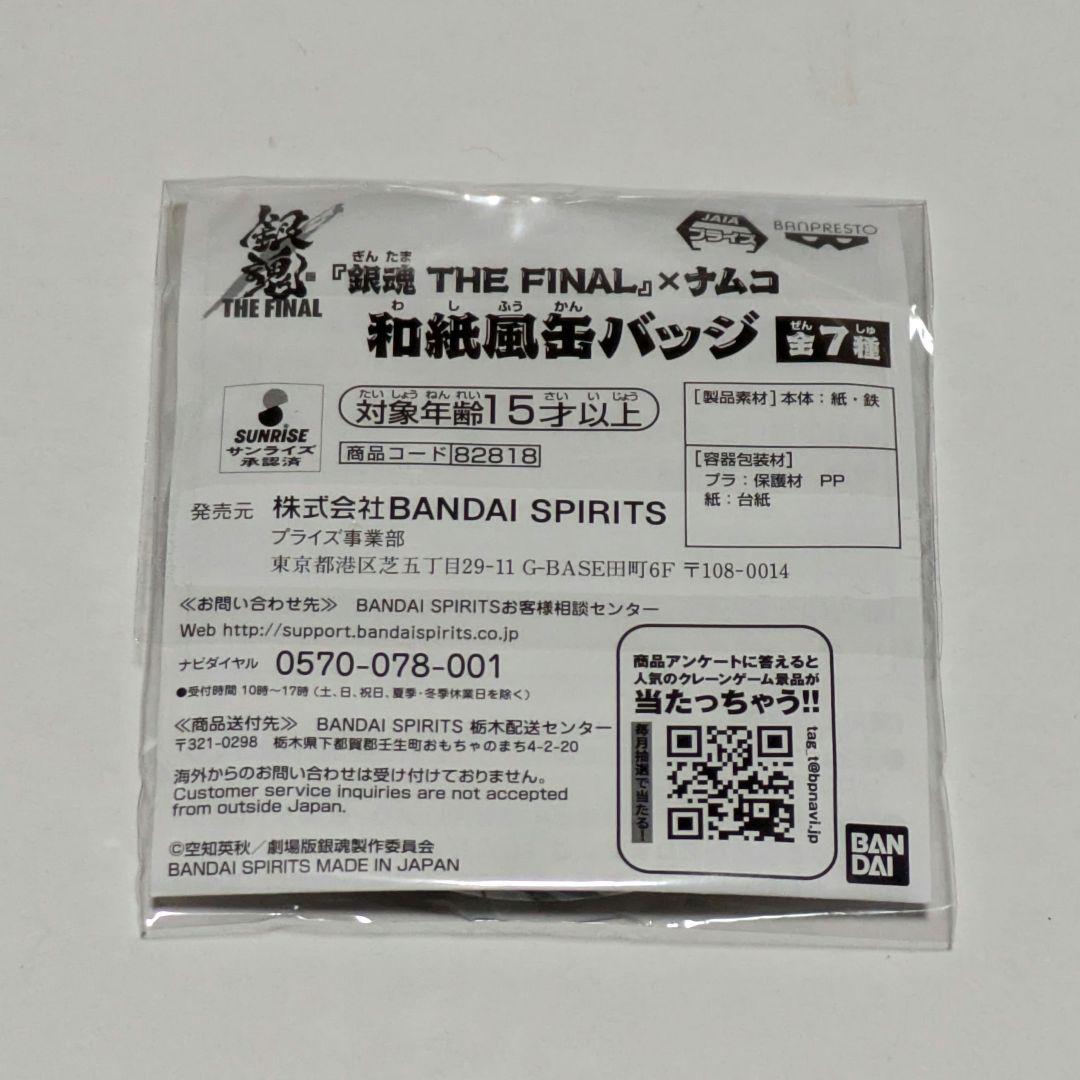 銀魂
THE FINAL
JAIA
プライズ
BANPRESTO
ぎん たま
『銀魂 THE FINAL』×ナムコ
わ し ふう かん
和紙風缶バッジ
ぜん しゅ
全7種
SUNRISE
サンライズ
承認済
たい しょう ねん れい さい い じょう
対象年齢15才以上
商品コード 82818
[製品素材]本体:紙・鉄
[容器包装材]
プラ:保護材 PP
紙:台紙
発売元 株式会社BANDAI SPIRITS
プライズ事業部
東京都港区芝五丁目29-11 G-BASE田町6F 〒108-0014
≪お問い合わせ先≫ BANDAI SPIRITSお客様相談センター
Web http://support.bandaispirits.co.jp
ナビダイヤル 0570-078-001
●受付時間 10時~17時(土、日、祝日、夏季・冬季休業日を除く)
≪商品送付先≫ BANDAI SPIRITS 栃木配送センター
〒321-0298 栃木県下都賀郡壬生町おもちゃのまち4-2-20
海外からのお問い合わせは受け付けておりません。
Customer service inquiries are not accepted
from outside Japan.
©空知英秋/劇場版銀魂製作委員会
BANDAI SPIRITS MADE IN JAPAN
商品アンケートに答えると
人気のクレーンゲーム景品が
当たっちゃう!!
毎月抽選で当たる!
tag_t@bpnavi.jp
BAN
DAI